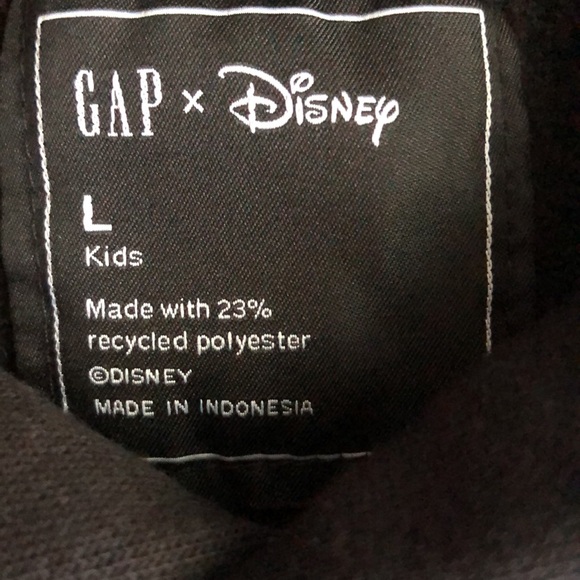 GAP × Disney
L
Kids
Made with 23%
recycled polyester
©DISNEY
MADE IN INDONESIA